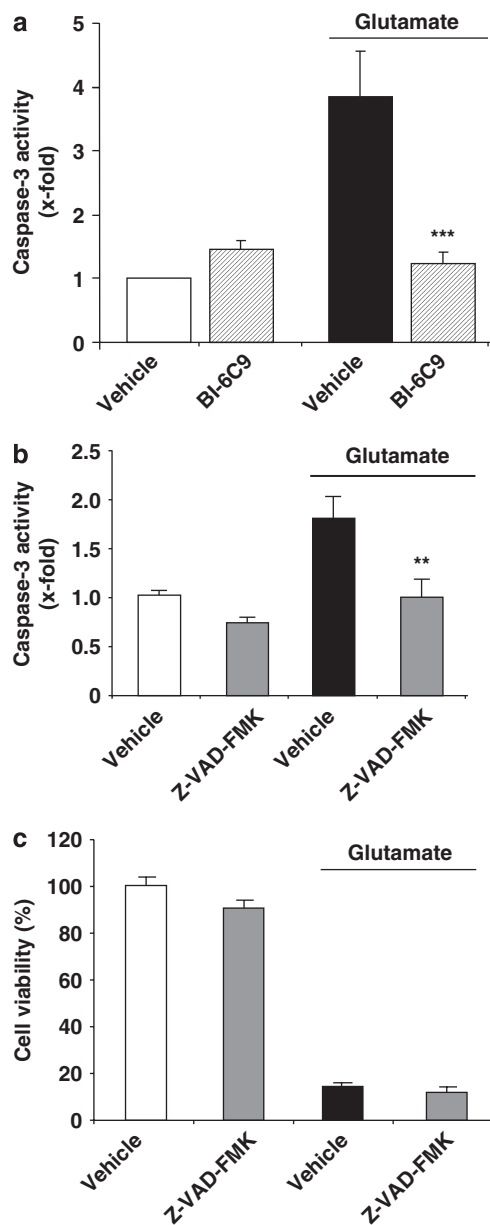 a
Glutamate
Caspase-3 activity
(x-fold)
5
4
3
2
1
0
***
Vehicle
BI-6C9
Vehicle
BI-6C9
b
Glutamate
Caspase-3 activity
(x-fold)
2.5
2.0
1.5
1.0
0.5
0
**
Vehicle
Z-VAD-FMK
Vehicle
Z-VAD-FMK
c
Glutamate
Cell viability (%)
120
100
80
60
40
20
0
Vehicle
Z-VAD-FMK
Vehicle
Z-VAD-FMK